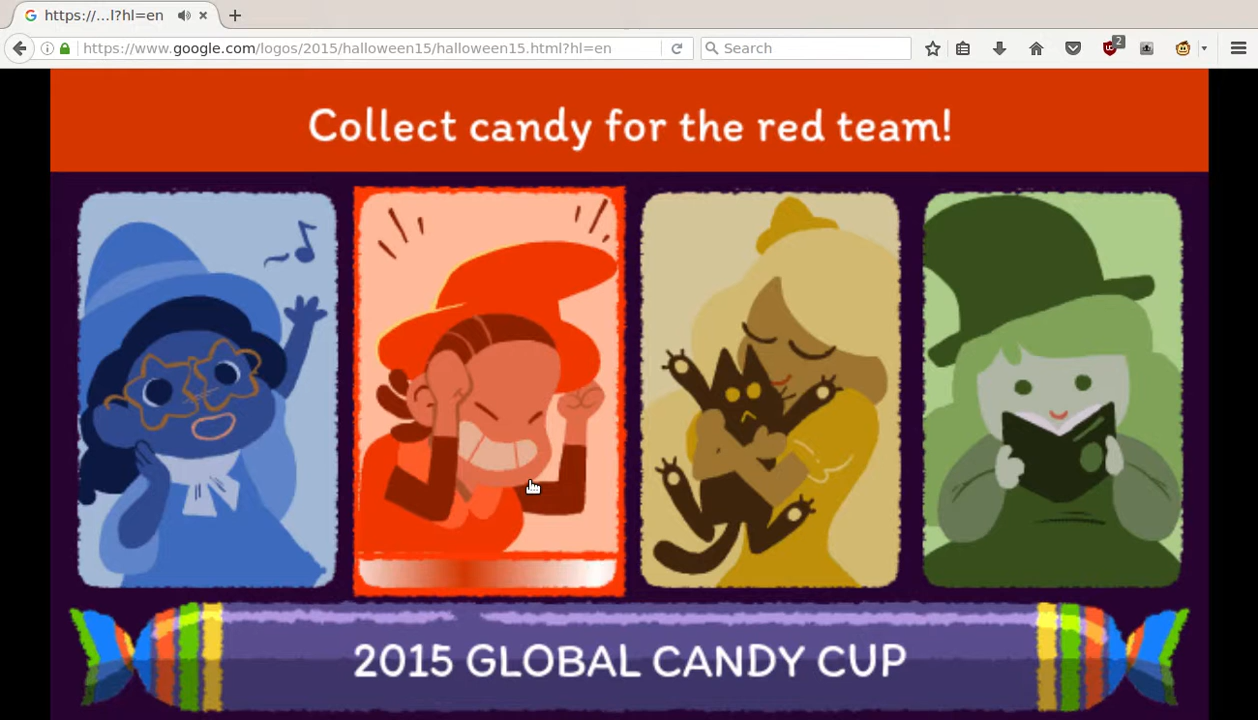 https://...l?hl=en
https://www.google.com/logos/2015/halloween15/halloween15.html?hl=en
Search
2
Collect candy for the red team!
2015 GLOBAL CANDY CUP